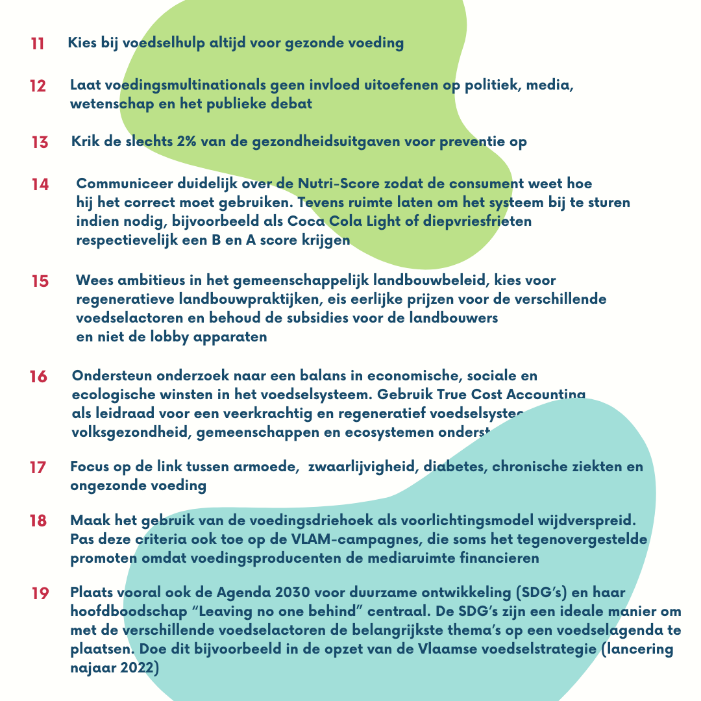 11 Kies bij voedselhulp altijd voor gezonde voeding
12 Laat voedingsmultinationals geen invloed uitoefenen op politiek, media,
wetenschap en het publieke debat
13 Krik de slechts 2% van de gezondheidsuitgaven voor preventie op
14 Communiceer duidelijk over de Nutri-Score zodat de consument weet hoe
hij het correct moet gebruiken. Tevens ruimte laten om het systeem bij te sturen
indien nodig, bijvoorbeeld als Coca Cola Light of diepvriesfrieten
respectievelijk een B en A score krijgen
15 Wees ambitieus in het gemeenschappelijk landbouwbeleid, kies voor
regeneratieve landbouwpraktijken, eis eerlijke prijzen voor de verschillende
voedselactoren en behoud de subsidies voor de landbouwers
en niet de lobby apparaten
16 Ondersteun onderzoek naar een balans in economische, sociale en
ecologische winsten in het voedselsysteem. Gebruik True Cost Accounting
als leidraad voor een veerkrachtig en regeneratief
volksgezondheid, gemeenschappen en ecosystemen
17 Focus op de link tussen armoede, zwaarlijvigheid, diabetes, chronische ziekten en
ongezonde voeding
18 Maak het gebruik van de voedingsdriehoek als voorlichtingsmodel wijdverspreid.
Pas deze criteria ook toe op de VLAM-campagnes, die soms het tegenovergestelde
promoten omdat voedingsproducenten de mediaruimte financieren
19 Plaats vooral ook de Agenda 2030 voor duurzame ontwikkeling (SDG's) en haar
hoofdboodschap "Leaving no one behind" centraal. De SDG's zijn een ideale manier om
met de verschillende voedselactoren de belangrijkste thema's op een voedselagenda te
plaatsen. Doe dit bijvoorbeeld in de opzet van de Vlaamse voedselstrategie (lancering
najaar 2022)